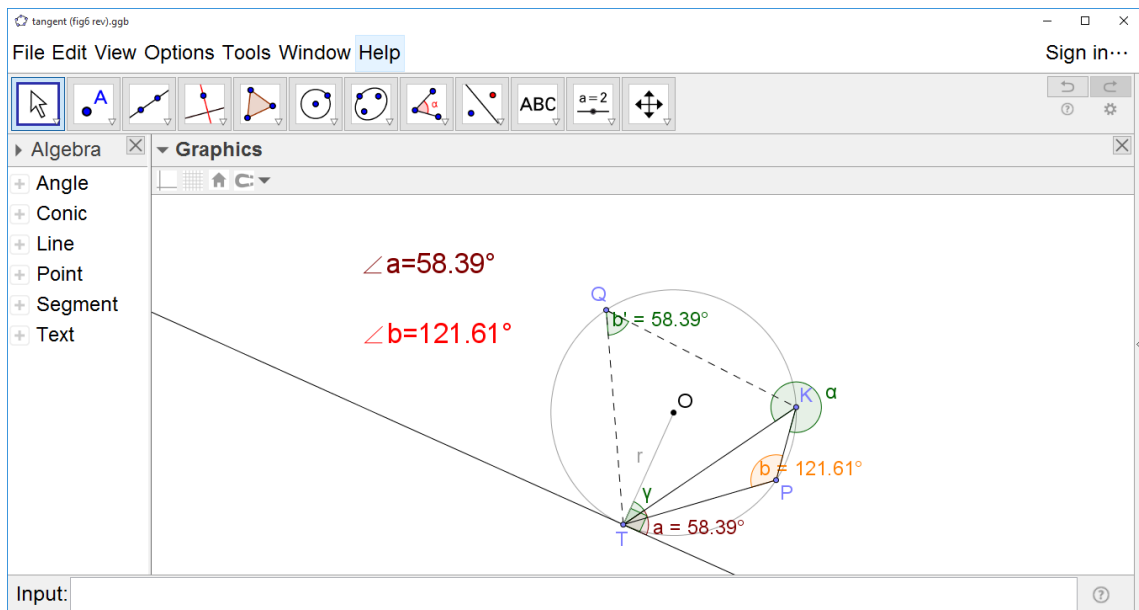 tangent (fig6 rev).ggb
File Edit View Options Tools Window Help
Sign in...
A
α
ABC
a=2
Algebra
Graphics
Angle
Conic
Line
Point
Segment
Text
∠a=58.39°
∠b=121.61°
Q
b' = 58.39°
K
α
O
r
b = 121.61°
P
γ
a = 58.39°
T
Input: